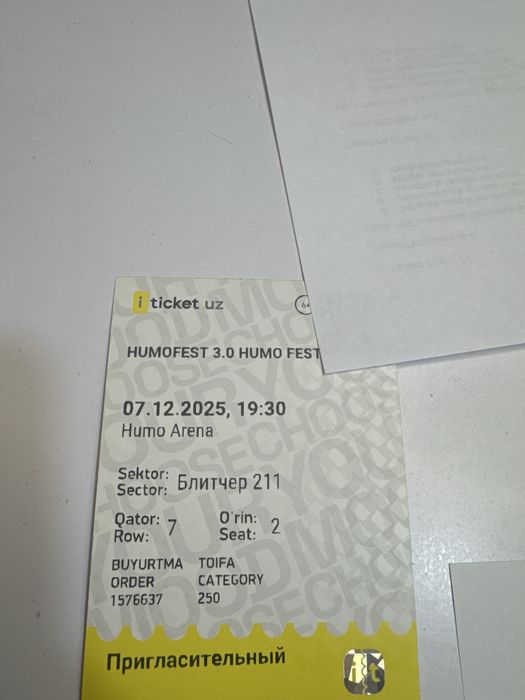 iticket uz
6+
HUMOFEST 3.0 HUMO FEST
07.12.2025, 19:30
Humo Arena
Sektor:
Sector: Блитчер 211
Qator:
Row: 7
O'rin:
Seat: 2
BUYURTMA TOIFA
ORDER CATEGORY
1576637 250
Пригласительный
it